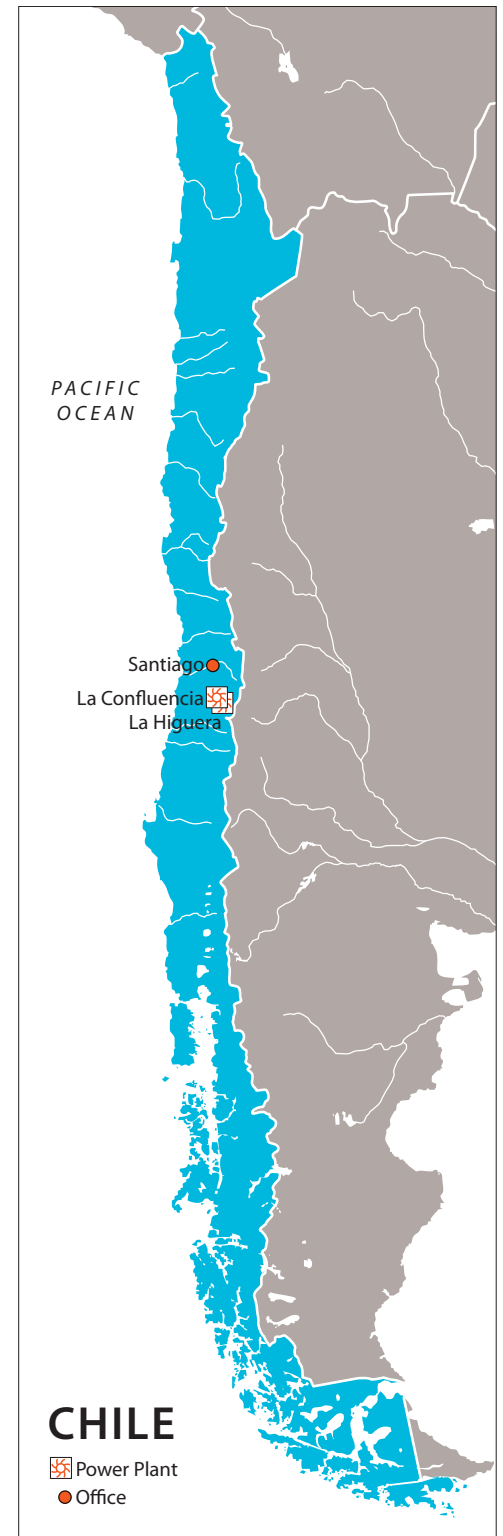 PACIFIC
OCEAN
Santiago
La Confluencia
La Higuera
CHILE
Power Plant
Office